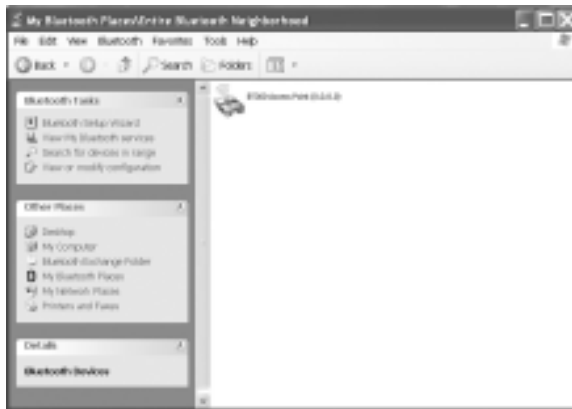 My Bluetooth Places\Entire Bluetooth Neighborhood
File Edit View Bluetooth Favorites Tools Help
Back Search Folders
Bluetooth Tasks
Bluetooth Setup Wizard
View My Bluetooth services
Search for devices in range
View or modify configuration
Other Places
Desktop
My Computer
Bluetooth Exchange Folder
My Bluetooth Places
My Network Places
Printers and Faxes
Details
Bluetooth Devices
Access Point